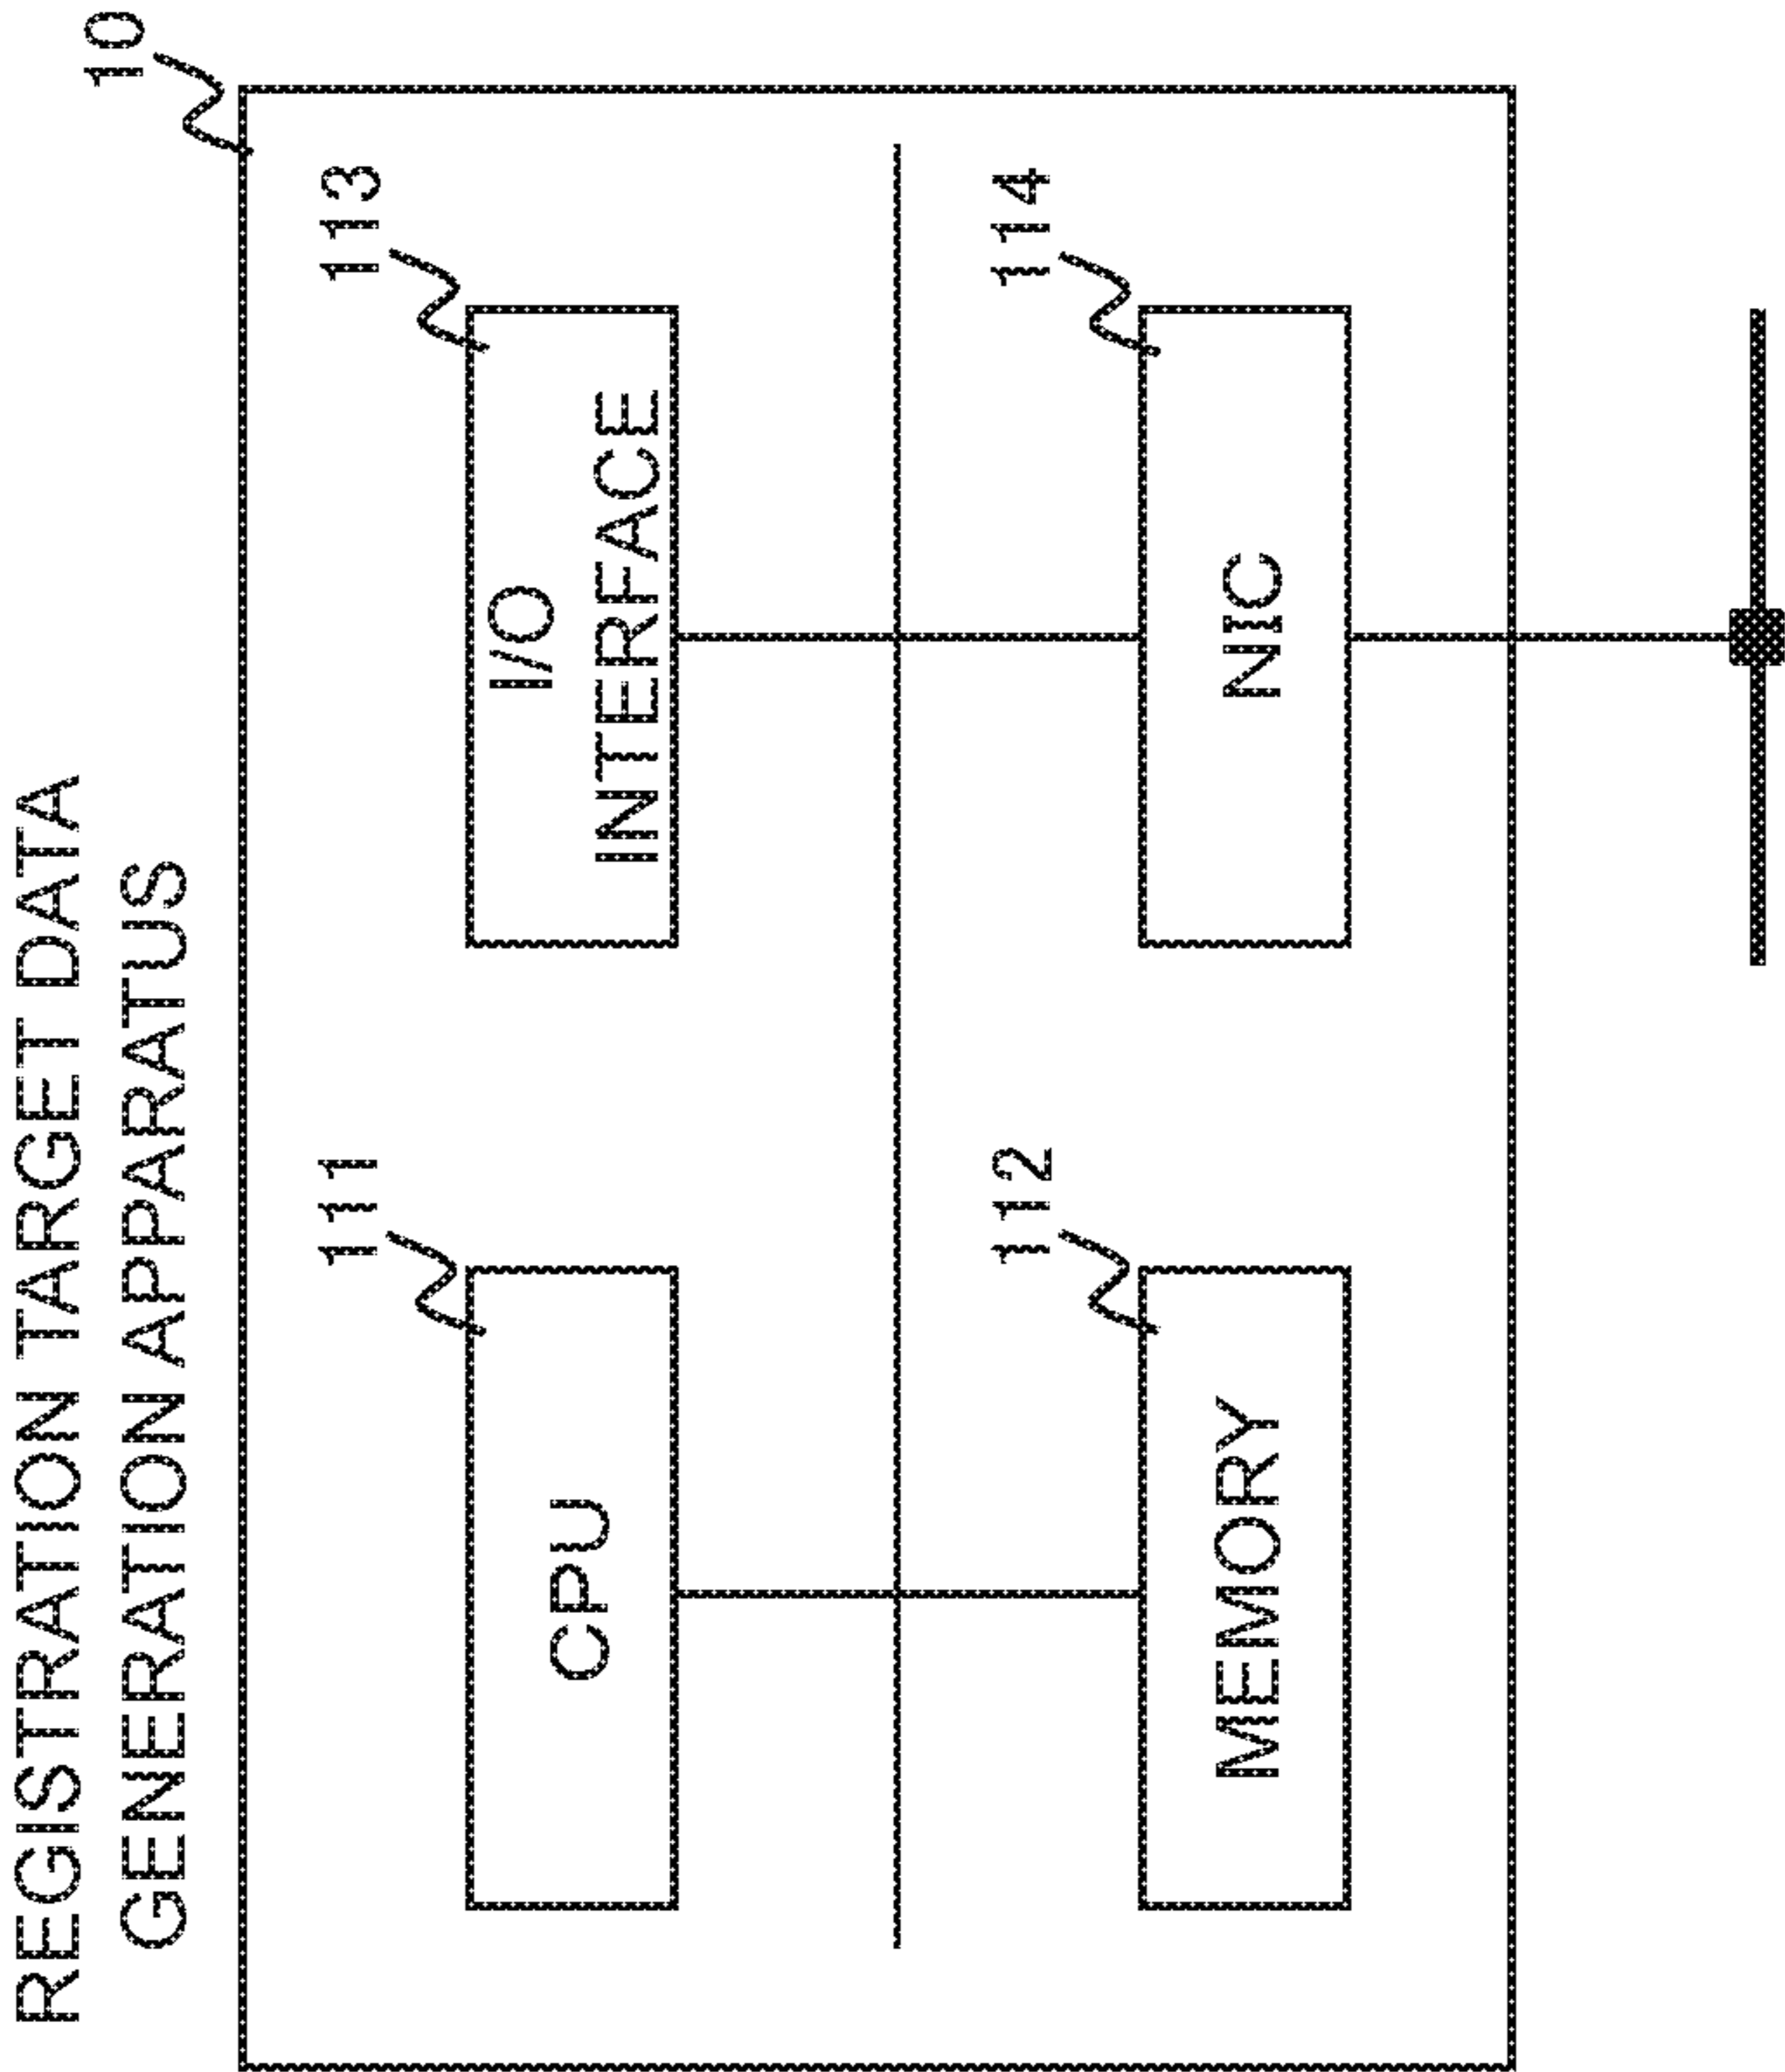 REGISTRATION TARGET DATA
GENERATION APPARATUS
10
111
113
CPU
I/O
INTERFACE
112
114
MEMORY
NIC